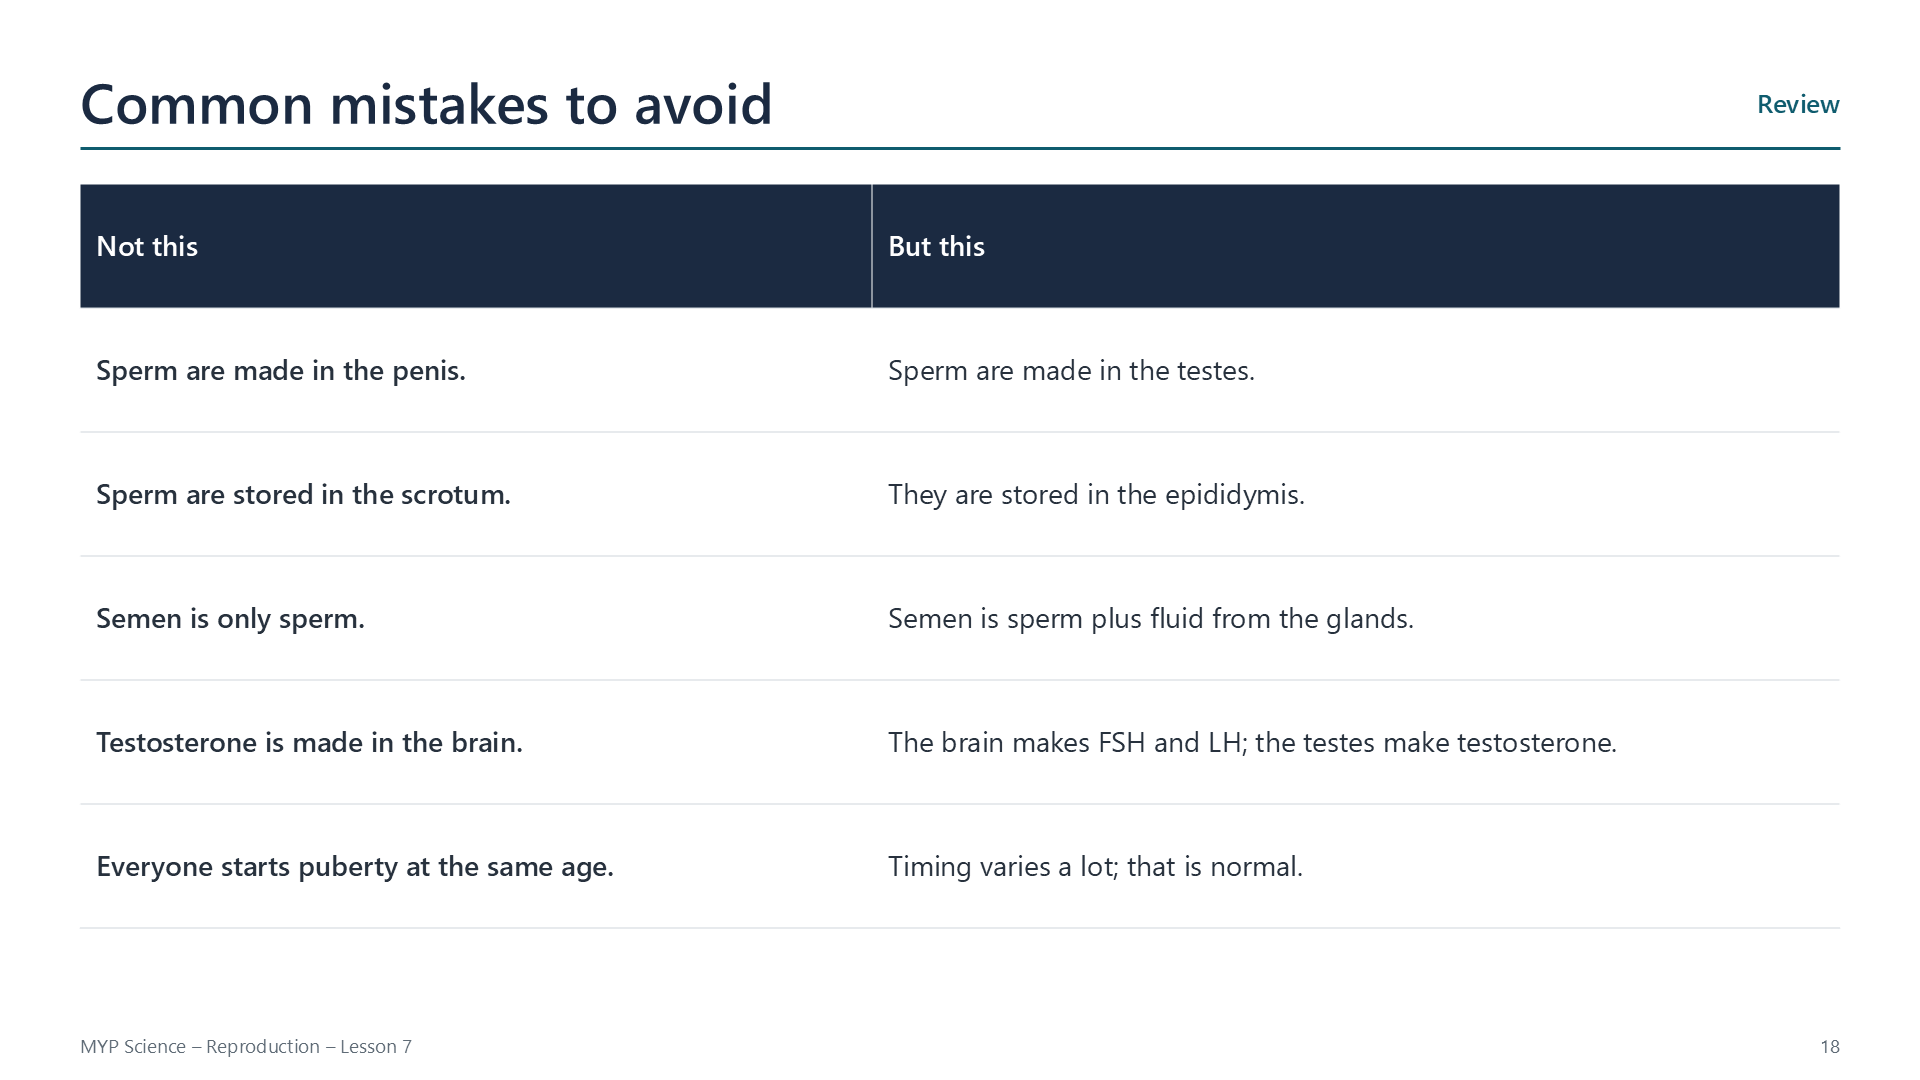 Common mistakes to avoid
Review
Not this
But this
Sperm are made in the penis.
Sperm are made in the testes.
Sperm are stored in the scrotum.
They are stored in the epididymis.
Semen is only sperm.
Semen is sperm plus fluid from the glands.
Testosterone is made in the brain.
The brain makes FSH and LH; the testes make testosterone.
Everyone starts puberty at the same age.
Timing varies a lot; that is normal.
MYP Science – Reproduction – Lesson 7
18